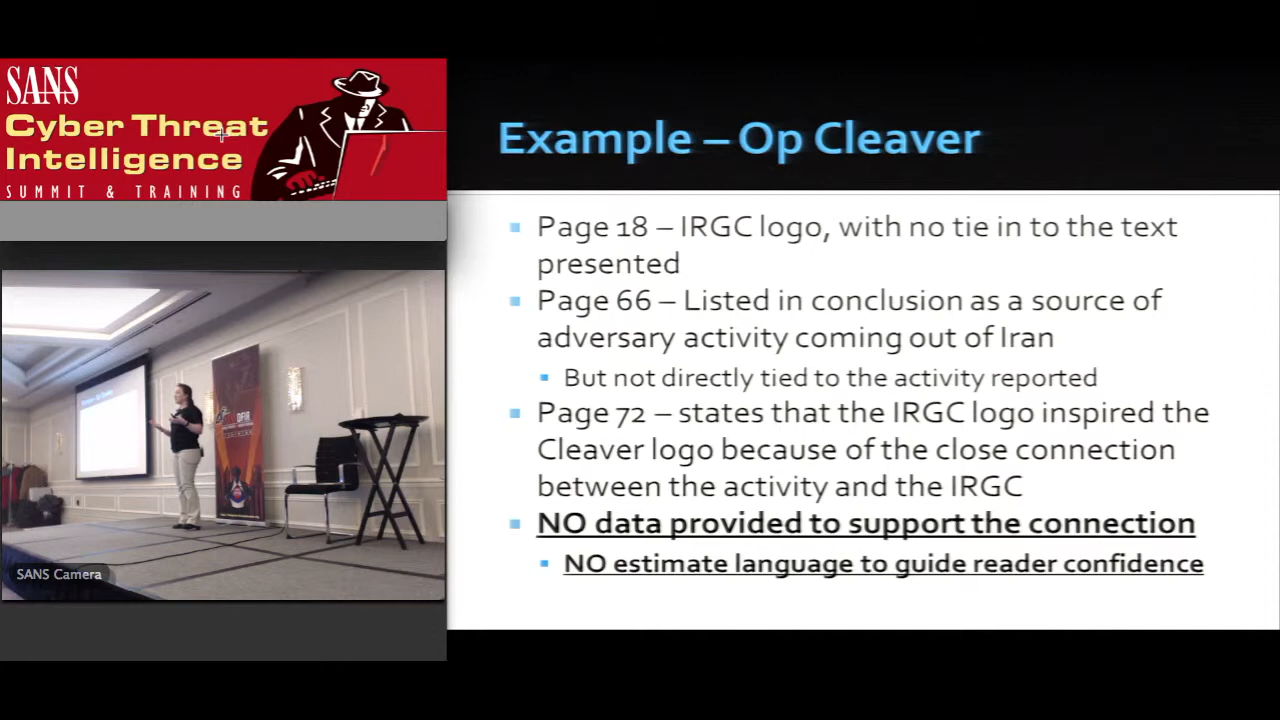 SANS
Cyber Threat
Intelligence
SUMMIT & TRAINING
Example – Op Cleaver
Page 18 – IRGC logo, with no tie in to the text
presented
Page 66 – Listed in conclusion as a source of
adversary activity coming out of Iran
But not directly tied to the activity reported
Page 72 – states that the IRGC logo inspired the
Cleaver logo because of the close connection
between the activity and the IRGC
NO data provided to support the connection
NO estimate language to guide reader confidence
DFIR
SANS Camera